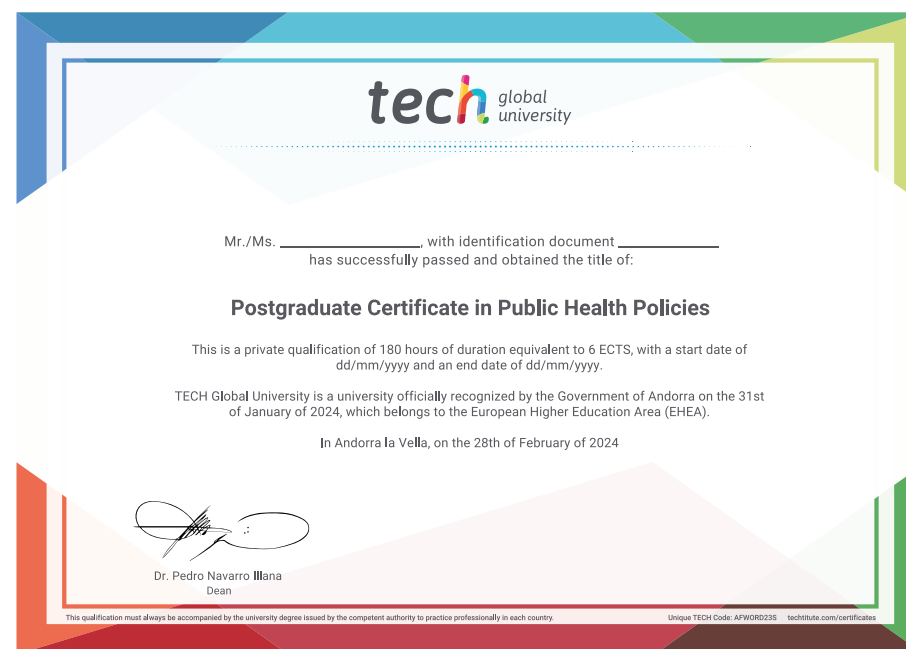 tech global
university
Mr./Ms. ____________________, with identification document ______________
has successfully passed and obtained the title of:
Postgraduate Certificate in Public Health Policies
This is a private qualification of 180 hours of duration equivalent to 6 ECTS, with a start date of
dd/mm/yyyy and an end date of dd/mm/yyyy.
TECH Global University is a university officially recognized by the Government of Andorra on the 31st
of January of 2024, which belongs to the European Higher Education Area (EHEA).
In Andorra la Vella, on the 28th of February of 2024
Dr. Pedro Navarro Illana
Dean
This qualification must always be accompanied by the university degree issued by the competent authority to practice professionally in each country. Unique TECH Code: AFWORD23S techtitute.com/certificates